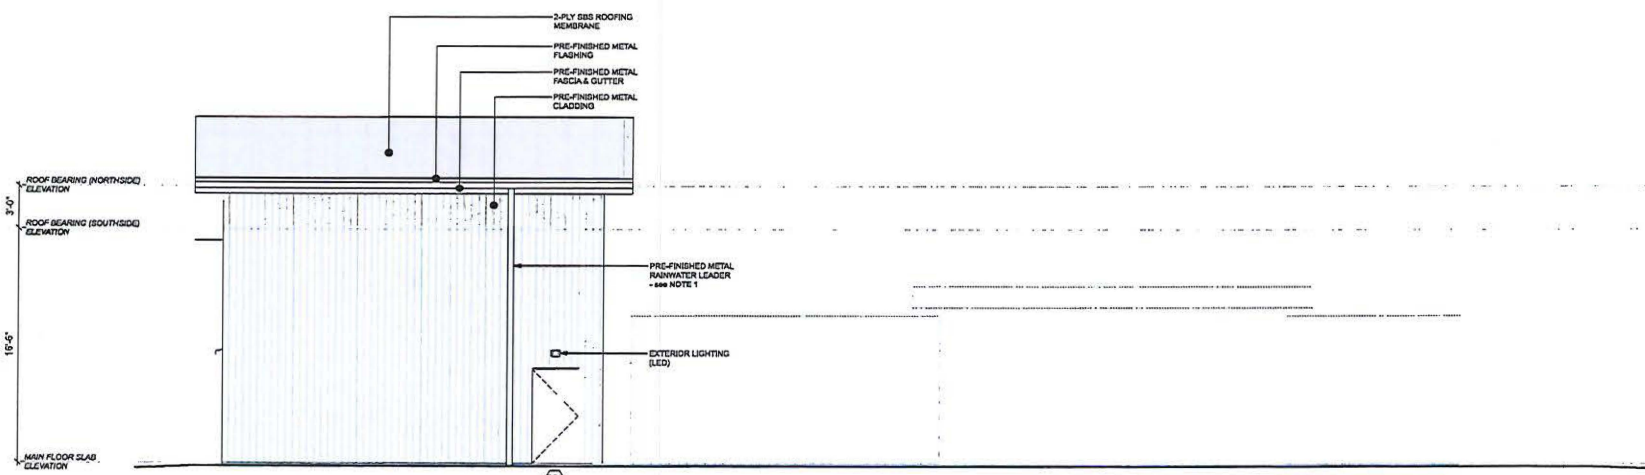 2-PLY SBS ROOFING
MEMBRANE
PRE-FINISHED METAL
FLASHING
PRE-FINISHED METAL
FASCIA & GUTTER
PRE-FINISHED METAL
CLADDING
ROOF BEARING (NORTHSIDE)
ELEVATION
3'-0"
ROOF BEARING (SOUTHSIDE)
ELEVATION
PRE-FINISHED METAL
RAINWATER LEADER
- see NOTE 1
16'-6"
EXTERIOR LIGHTING
(LED)
MAIN FLOOR SLAB
ELEVATION